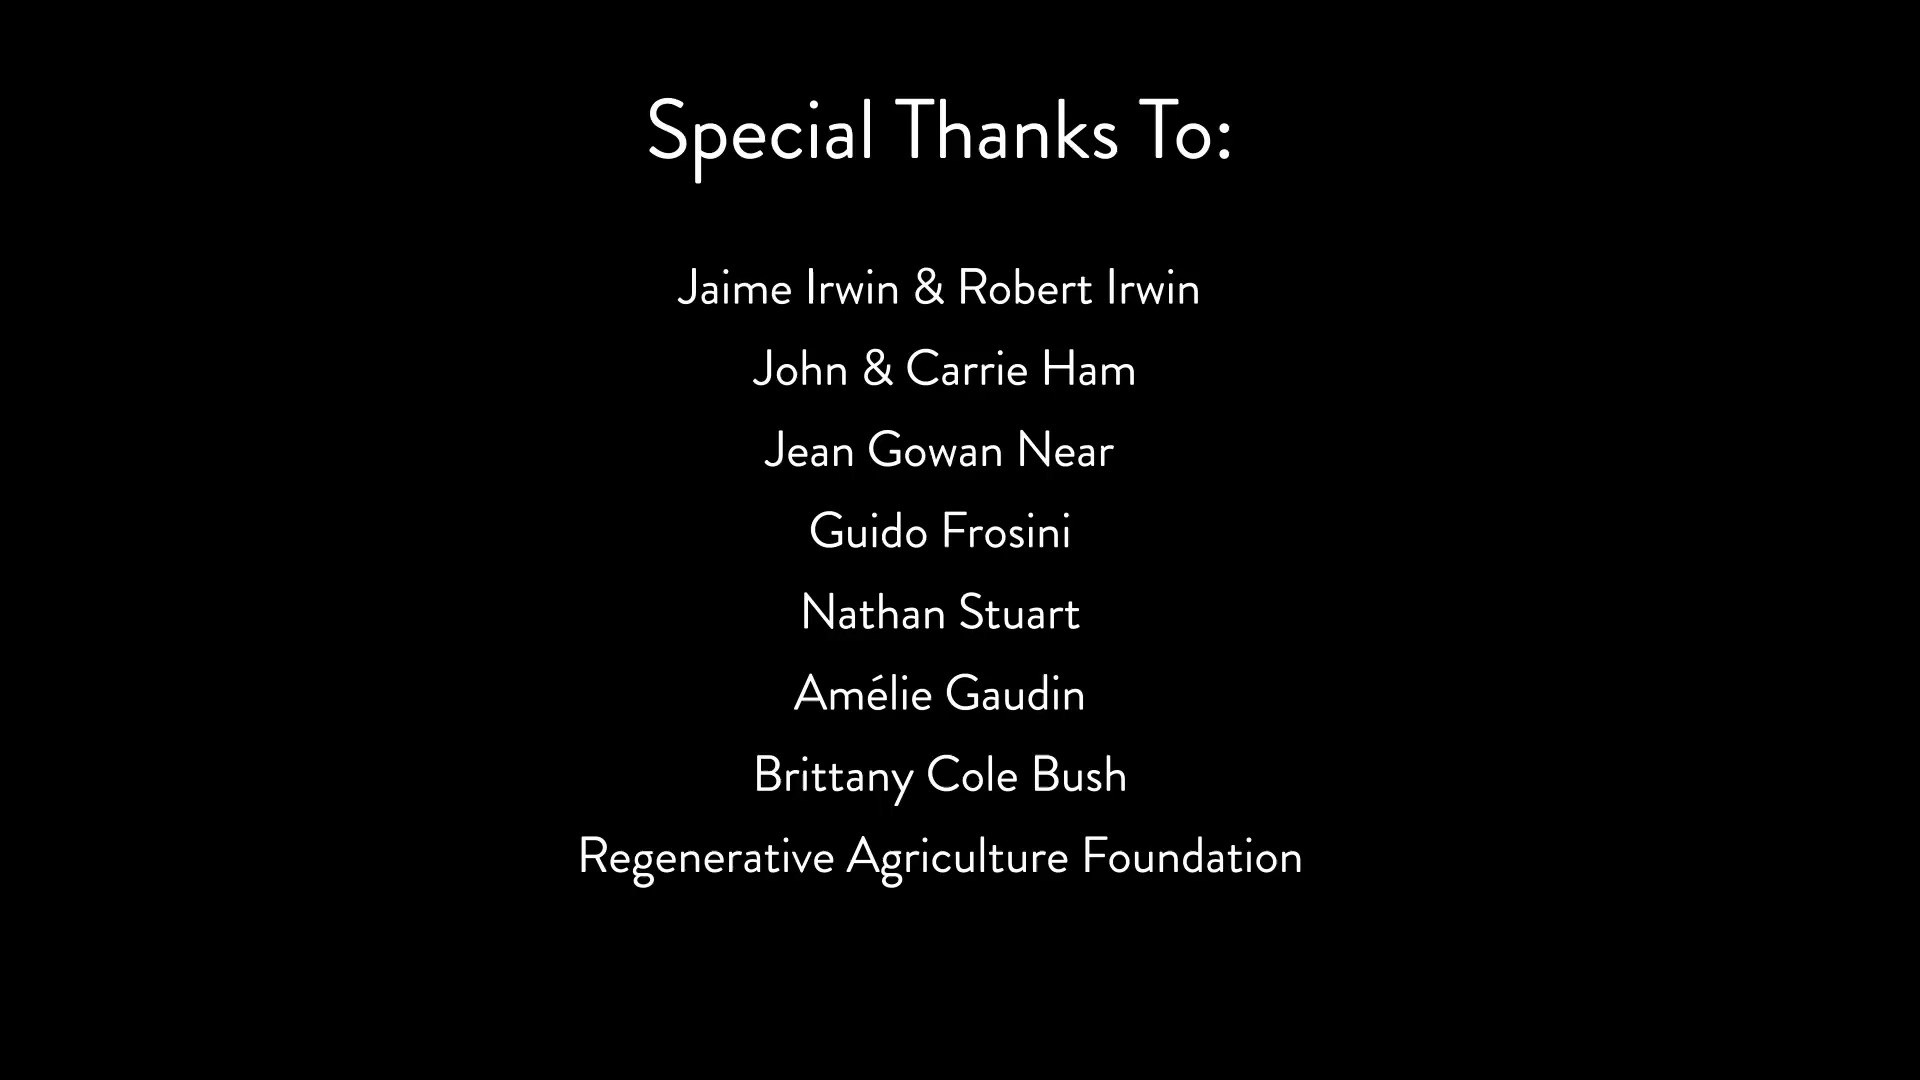 Special Thanks To:
Jaime Irwin & Robert Irwin
John & Carrie Ham
Jean Gowan Near
Guido Frosini
Nathan Stuart
Amélie Gaudin
Brittany Cole Bush
Regenerative Agriculture Foundation